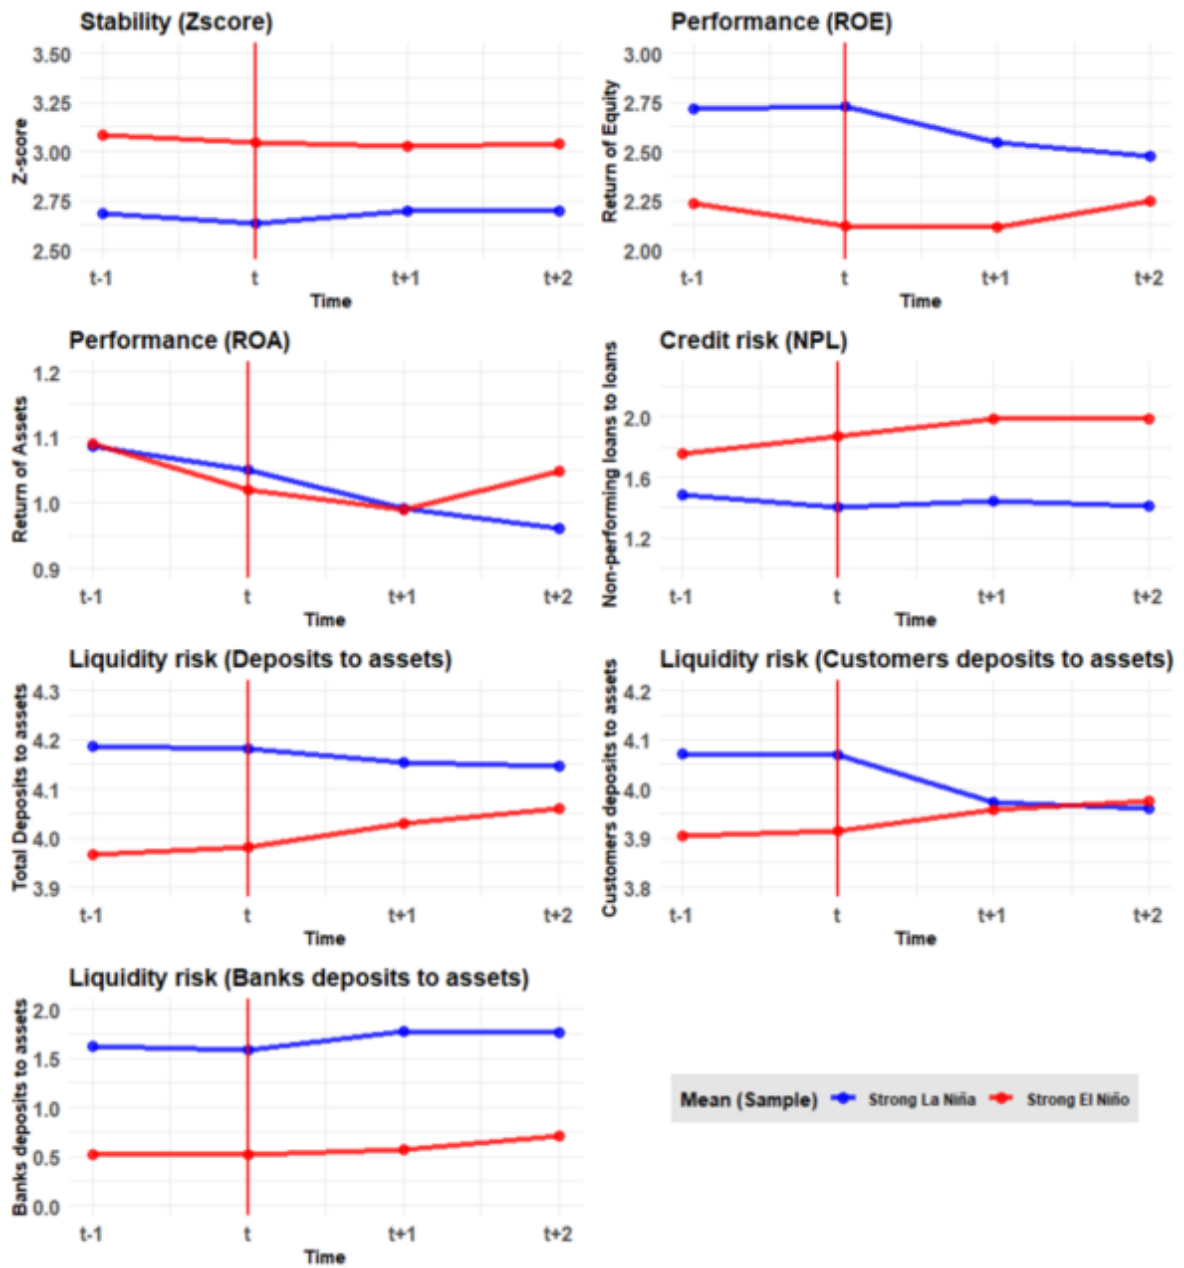 Stability (Zscore)
Z-score
3.50
3.25
3.00
2.75
2.50
t-1 t t+1 t+2
Time
Performance (ROE)
Return of Equity
3.00
2.75
2.50
2.25
2.00
t-1 t t+1 t+2
Time
Performance (ROA)
Return of Assets
1.2
1.1
1.0
0.9
t-1 t t+1 t+2
Time
Credit risk (NPL)
Non-performing loans to loans
2.0
1.6
1.2
t-1 t t+1 t+2
Time
Liquidity risk (Deposits to assets)
Total Deposits to assets
4.3
4.2
4.1
4.0
3.9
t-1 t t+1 t+2
Time
Liquidity risk (Customers deposits to assets)
Customers deposits to assets
4.2
4.1
4.0
3.9
3.8
t-1 t t+1 t+2
Time
Liquidity risk (Banks deposits to assets)
Banks deposits to assets
2.0
1.5
1.0
0.5
0.0
t-1 t t+1 t+2
Time
Mean (Sample) Strong La Niña Strong El Niño